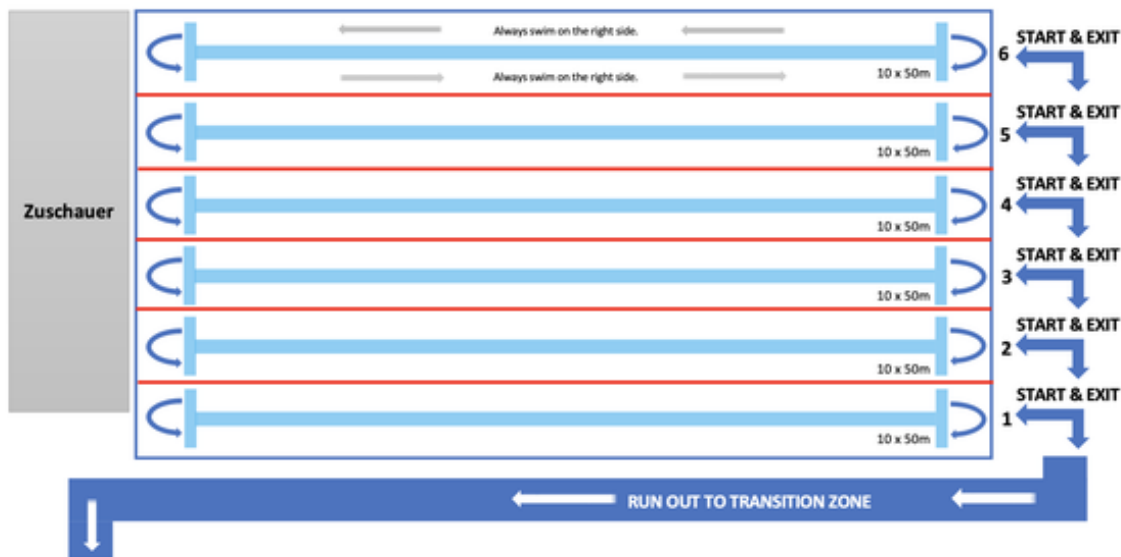 Always swim on the right side.
START & EXIT
6
Always swim on the right side.
10 x 50m
START & EXIT
5
10 x 50m
START & EXIT
Zuschauer
4
10 x 50m
START & EXIT
3
10 x 50m
START & EXIT
2
10 x 50m
START & EXIT
1
10 x 50m
RUN OUT TO TRANSITION ZONE